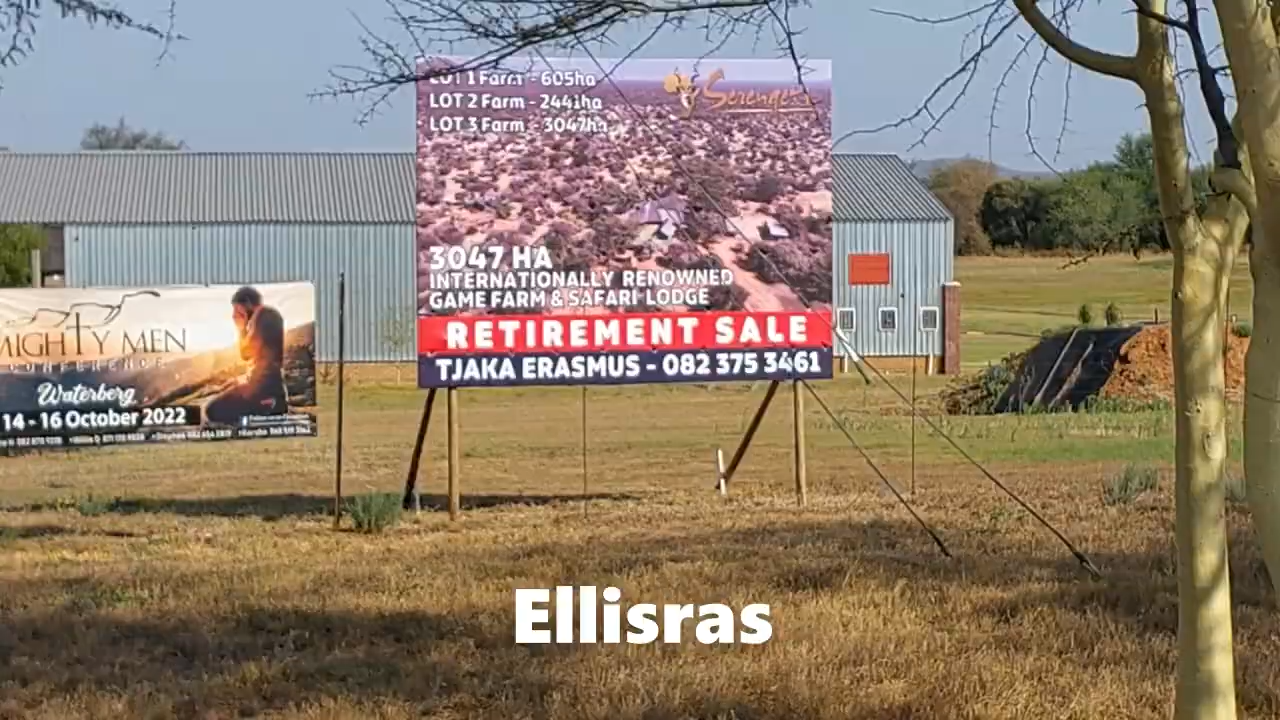 LOT 1 Farm - 605ha
LOT 2 Farm - 2441ha
LOT 3 Farm - 3047ha
Serengeti
3047 HA
INTERNATIONALLY RENOWNED
GAME FARM & SAFARI LODGE
RETIREMENT SALE
TJAKA ERASMUS - 082 375 3461
MIGHTY MEN
CONFERENCE
Waterberg
14 - 16 October 2022
Ellisras